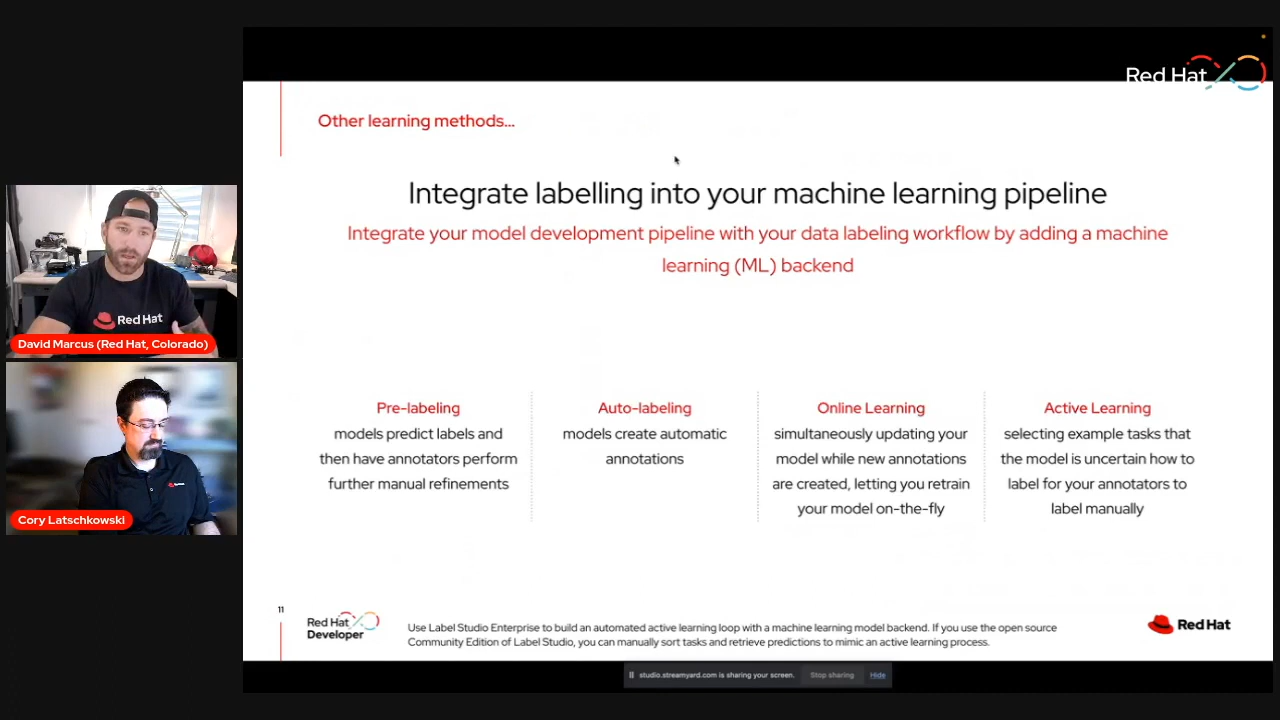 Red Hat
Other learning methods...
Integrate labelling into your machine learning pipeline
Integrate your model development pipeline with your data labeling workflow by adding a machine
learning (ML) backend
Red Hat
David Marcus (Red Hat, Colorado)
Cory Latschkowski
Pre-labeling
models predict labels and
then have annotators perform
further manual refinements
Auto-labeling
models create automatic
annotations
Online Learning
simultaneously updating your
model while new annotations
are created, letting you retrain
your model on-the-fly
Active Learning
selecting example tasks that
the model is uncertain how to
label for your annotators to
label manually
11
Red Hat
Developer
Use Label Studio Enterprise to build an automated active learning loop with a machine learning model backend. If you use the open source
Community Edition of Label Studio, you can manually sort tasks and retrieve predictions to mimic an active learning process.
Red Hat
studio.streamyard.com is sharing your screen.
Stop sharing
Hide